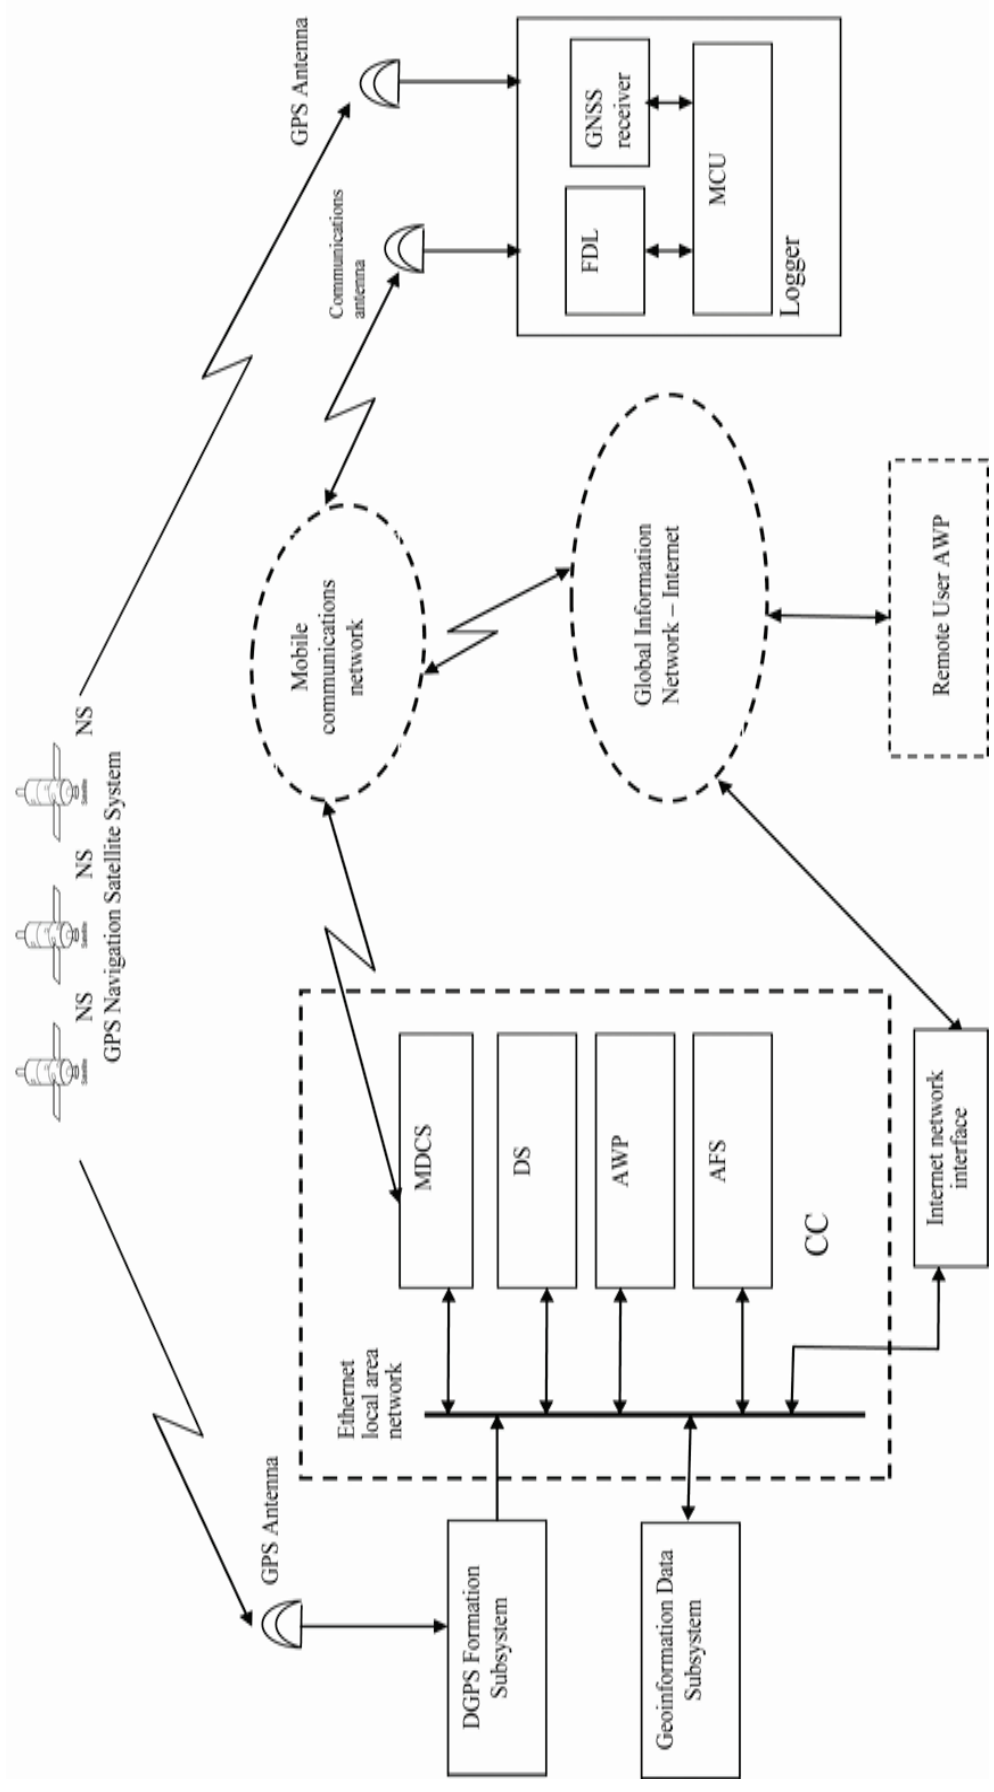 NS
NS
NS
GPS Navigation Satellite System
GPS Antenna
GPS Antenna
Communications
antenna
Mobile
communications
network
Ethernet
local area
network
MDCS
DS
AWP
AFS
CC
DGPS Formation
Subsystem
Geoinformation Data
Subsystem
Internet network
interface
Global Information
Network – Internet
Remote User AWP
FDL
GNSS
receiver
MCU
Logger